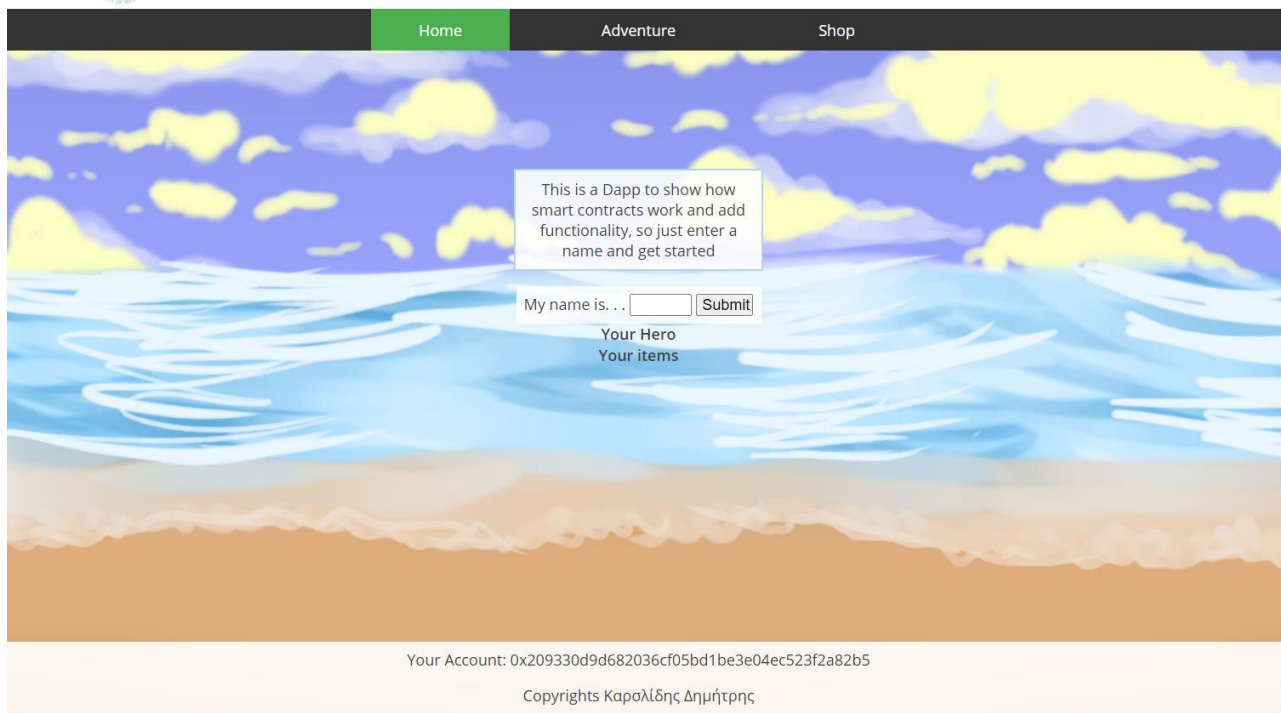 Home Adventure Shop
This is a Dapp to show how
smart contracts work and add
functionality, so just enter a
name and get started
My name is. . . Submit
Your Hero
Your items
Your Account: 0x209330d9d682036cf05bd1be3e04ec523f2a82b5
Copyrights Καρσλίδης Δημήτρης